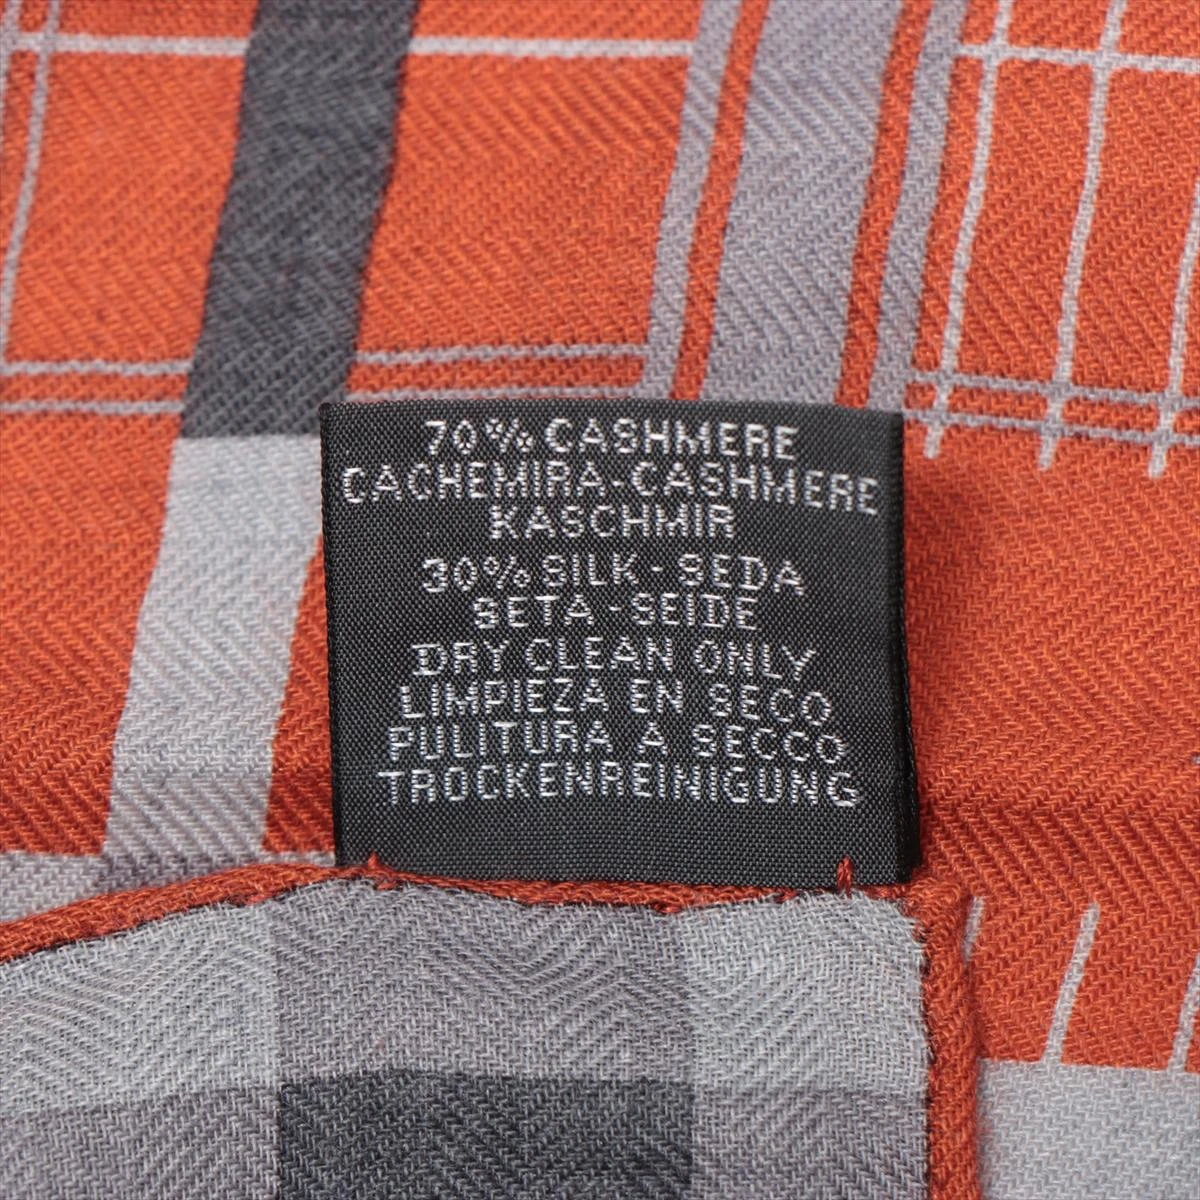 70% CASHMERE
CACHEMIRA-CASHMERE
KASCHMIR
30% SILK - SEDA
SETA - SEIDE
DRY CLEAN ONLY
LIMPIEZA EN SECO
PULITURA A SECCO
TROCKENREINIGUNG